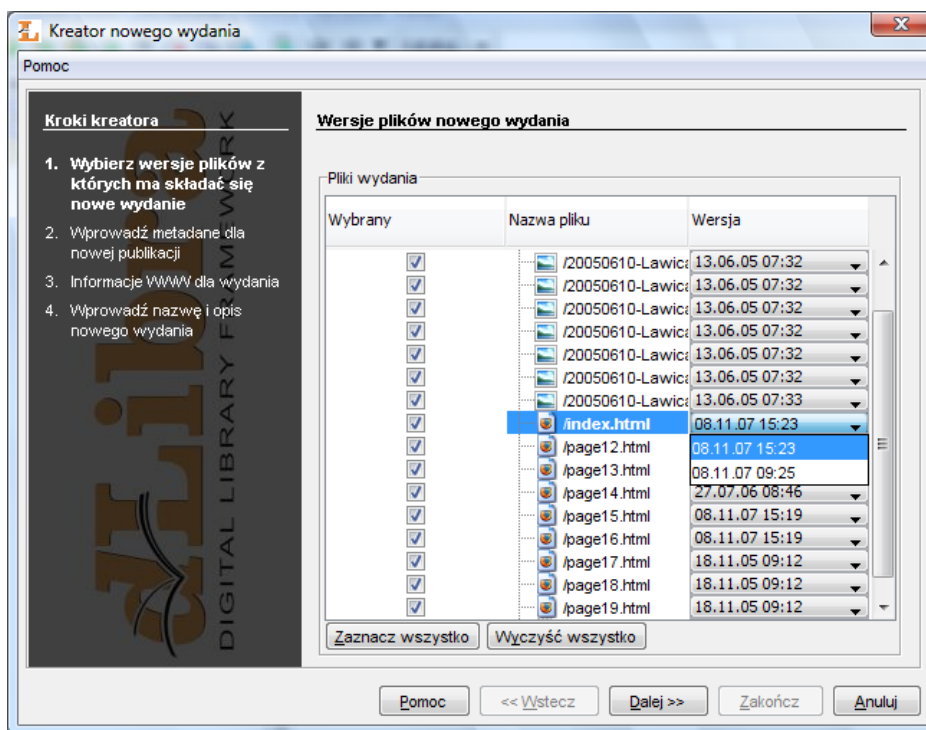 Kreator nowego wydania
Pomoc
Kroki kreatora
1. Wybierz wersje plików z
których ma składać się
nowe wydanie
2. Wprowadź metadane dla
nowej publikacji
3. Informacje WWW dla wydania
4. Wprowadź nazwę i opis
nowego wydania
dLibra
DIGITAL LIBRARY FRAMEWORK
Wersje plików nowego wydania
Pliki wydania
Wybrany Nazwa pliku Wersja
/20050610-Lawica 13.06.05 07:32
/20050610-Lawica 13.06.05 07:32
/20050610-Lawica 13.06.05 07:32
/20050610-Lawica 13.06.05 07:32
/20050610-Lawica 13.06.05 07:32
/20050610-Lawica 13.06.05 07:32
/20050610-Lawica 13.06.05 07:33
/index.html 08.11.07 15:23
/page12.html 08.11.07 15:23
/page13.html 08.11.07 09:25
/page14.html 27.07.06 08:46
/page15.html 08.11.07 15:19
/page16.html 08.11.07 15:19
/page17.html 18.11.05 09:12
/page18.html 18.11.05 09:12
/page19.html 18.11.05 09:12
Zaznacz wszystko Wyczyść wszystko
Pomoc << Wstecz Dalej >> Zakończ Anuluj